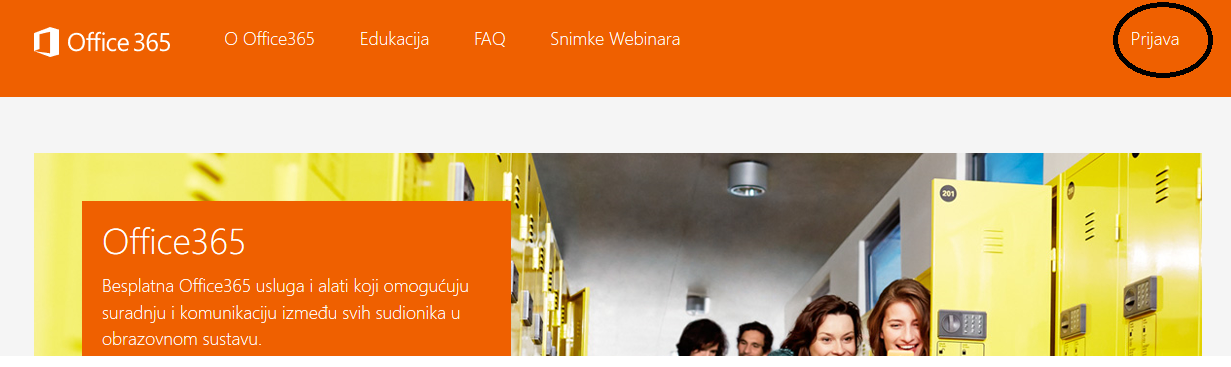 Office 365 O Office365 Edukacija FAQ Snimke Webinara Prijava
201
Office365
Besplatna Office365 usluga i alati koji omogućuju
suradnju i komunikaciju između svih sudionika u
obrazovnom sustavu.